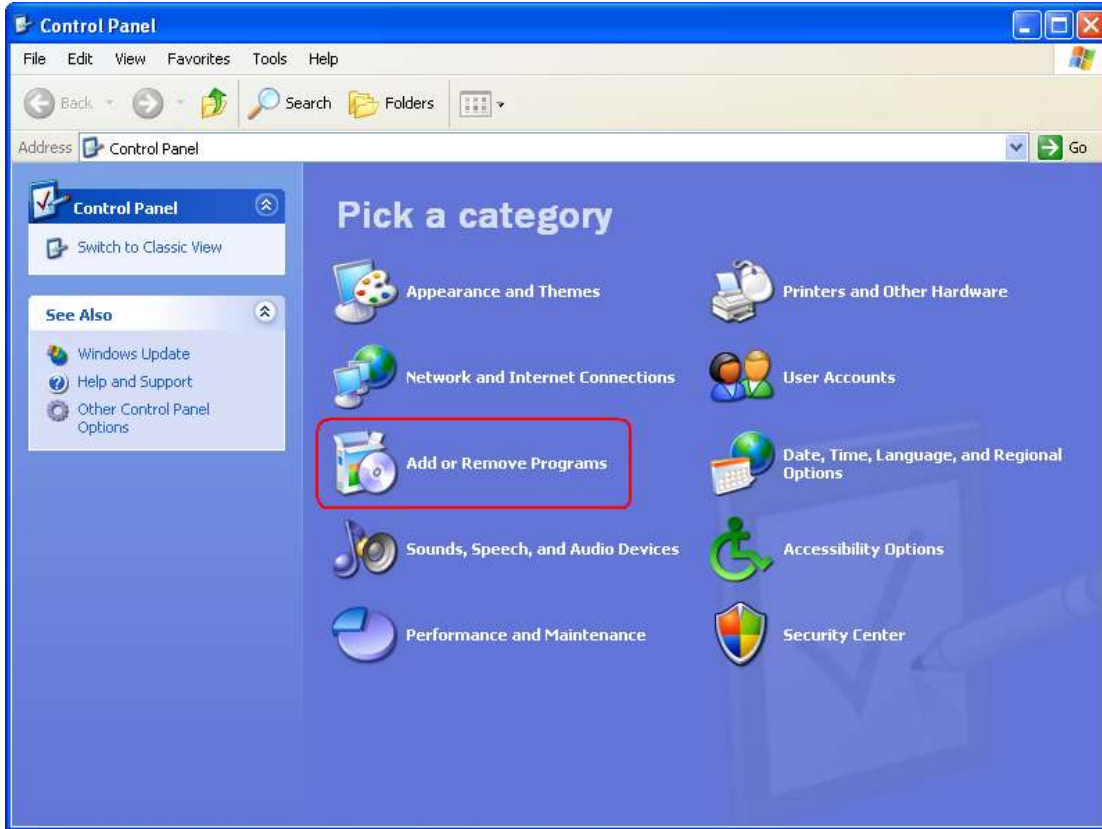 Control Panel
File Edit View Favorites Tools Help
Back Search Folders
Address Control Panel Go
Control Panel
Switch to Classic View
See Also
Windows Update
Help and Support
Other Control Panel
Options
Pick a category
Appearance and Themes
Printers and Other Hardware
Network and Internet Connections
User Accounts
Add or Remove Programs
Date, Time, Language, and Regional
Options
Sounds, Speech, and Audio Devices
Accessibility Options
Performance and Maintenance
Security Center